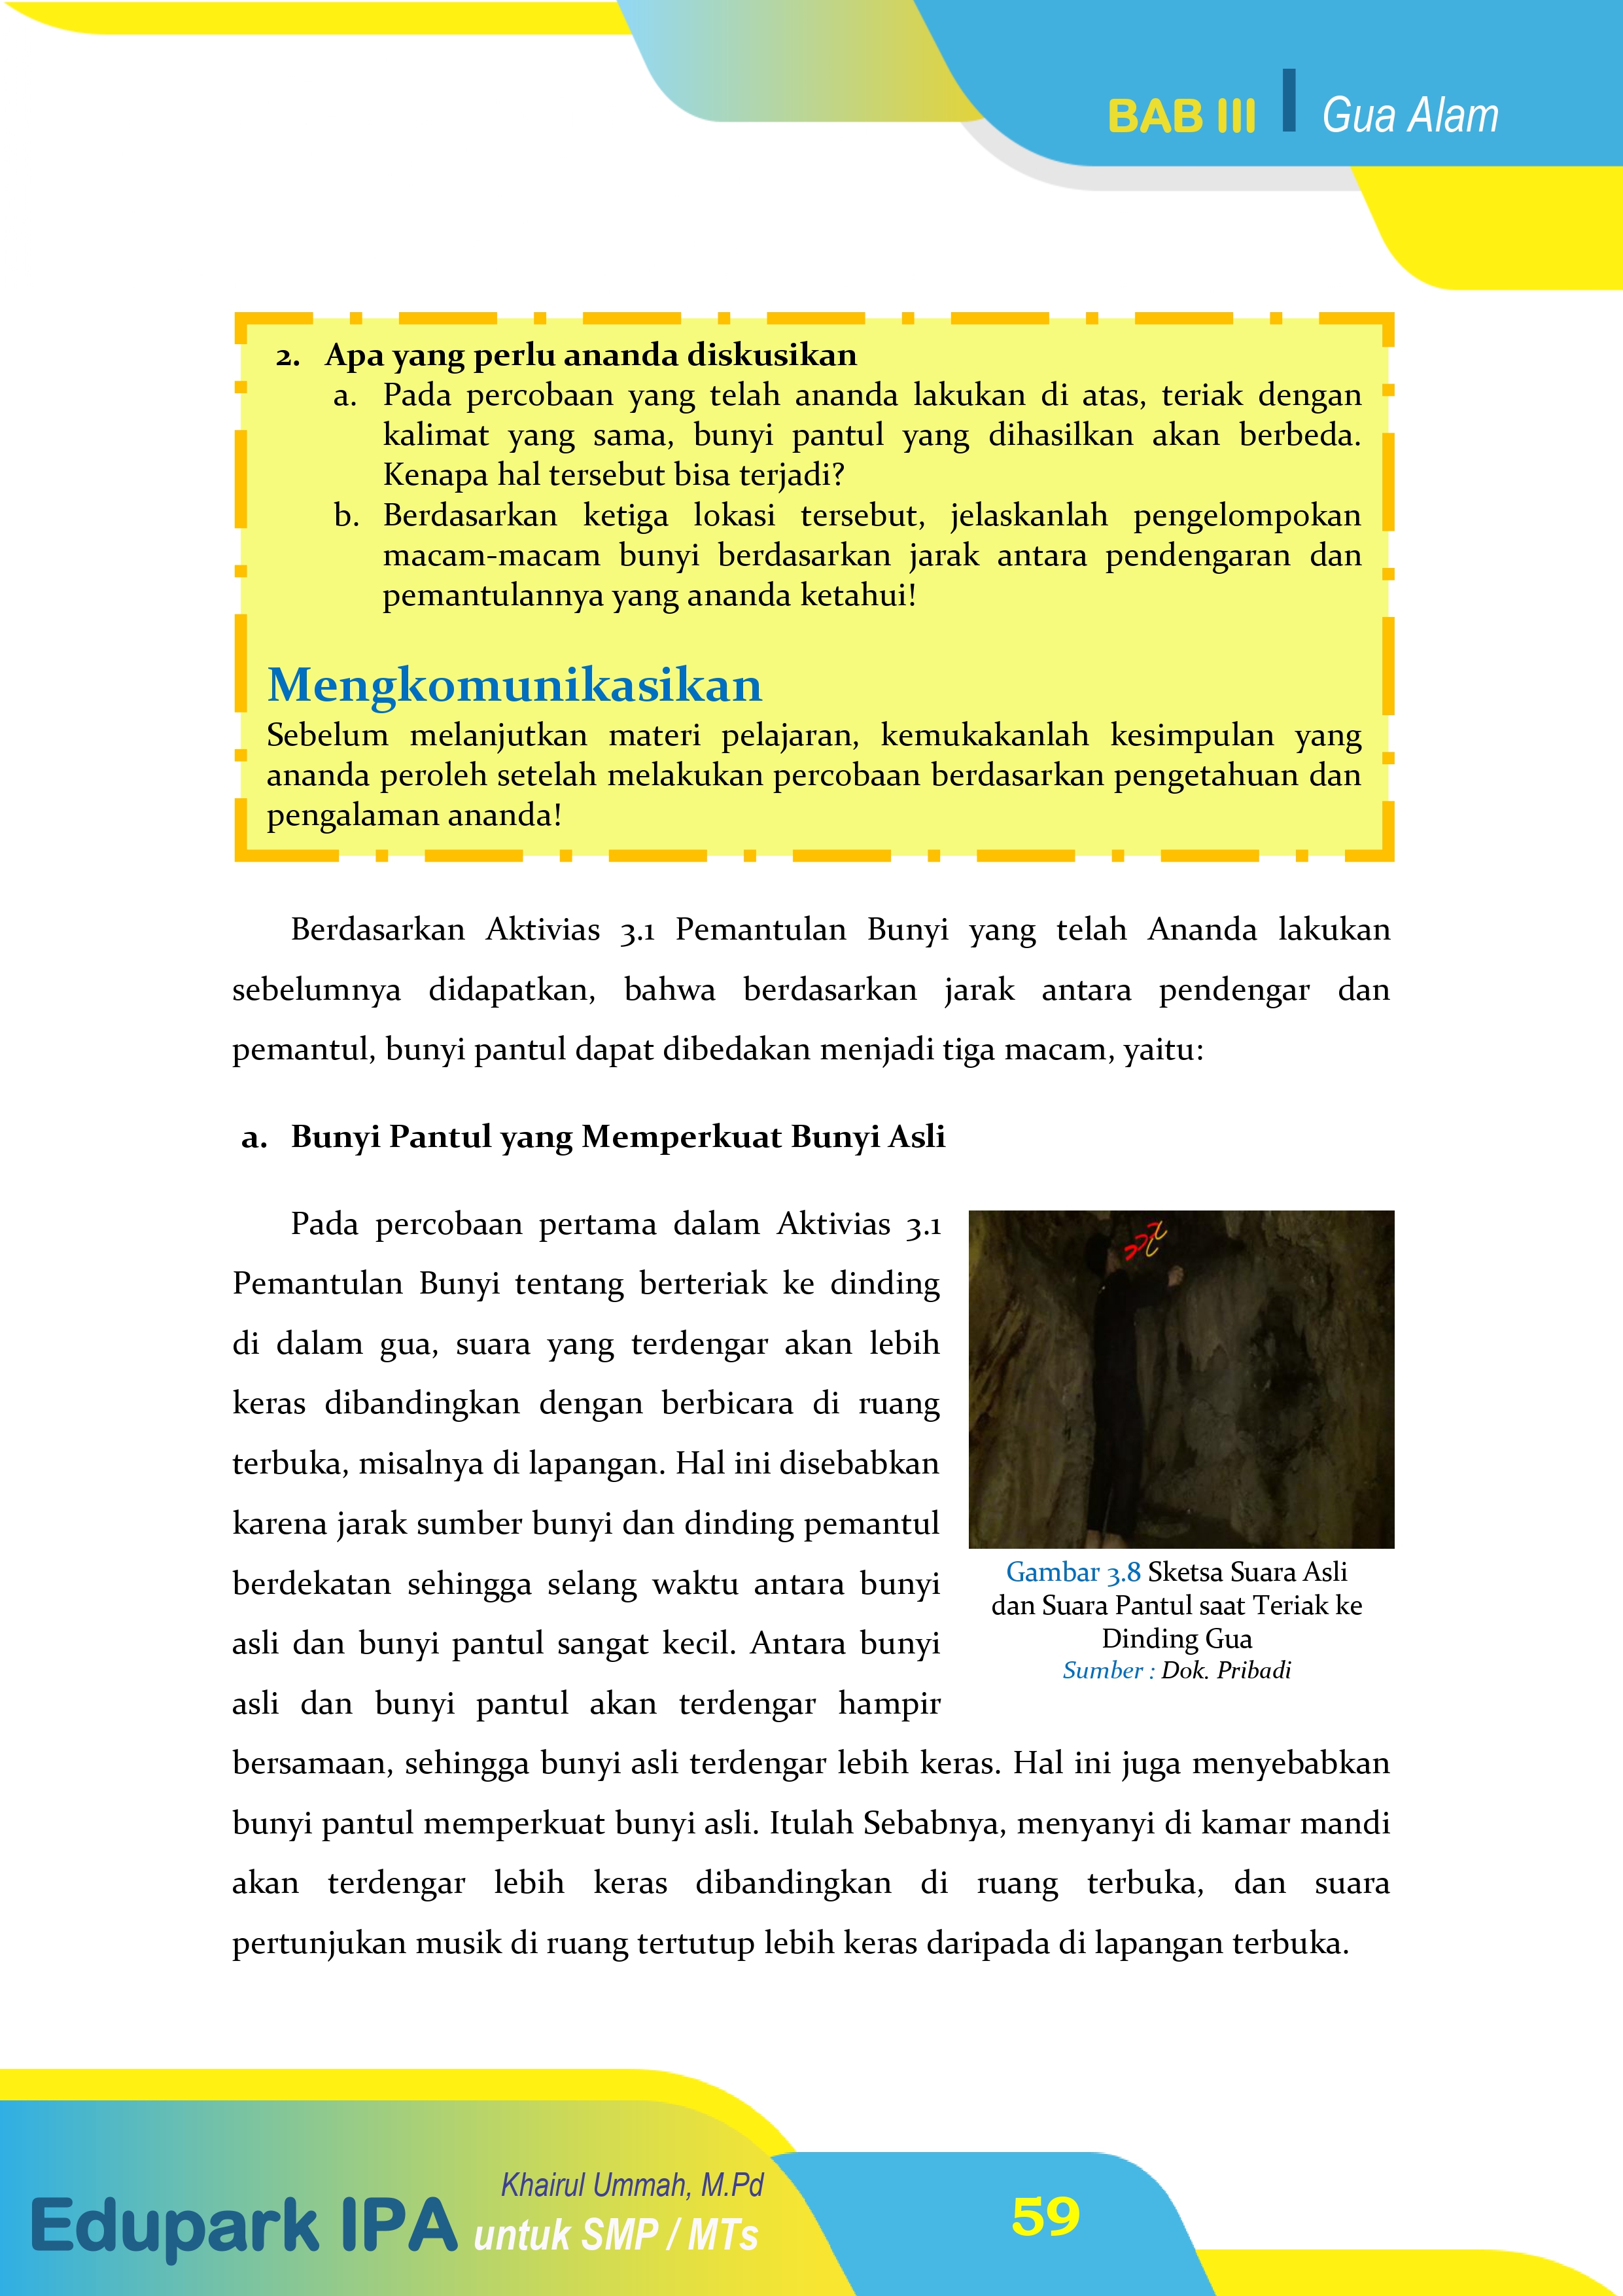 BAB III Gua Alam
2. Apa yang perlu ananda diskusikan
a. Pada percobaan yang telah ananda lakukan di atas, teriak dengan
kalimat yang sama, bunyi pantul yang dihasilkan akan berbeda.
Kenapa hal tersebut bisa terjadi?
b. Berdasarkan ketiga lokasi tersebut, jelaskanlah pengelompokan
macam-macam bunyi berdasarkan jarak antara pendengaran dan
pemantulannya yang ananda ketahui!
Mengkomunikasikan
Sebelum melanjutkan materi pelajaran, kemukakanlah kesimpulan yang
ananda peroleh setelah melakukan percobaan berdasarkan pengetahuan dan
pengalaman ananda!
Berdasarkan Aktivias 3.1 Pemantulan Bunyi yang telah Ananda lakukan
sebelumnya didapatkan, bahwa berdasarkan jarak antara pendengar dan
pemantul, bunyi pantul dapat dibedakan menjadi tiga macam, yaitu:
a. Bunyi Pantul yang Memperkuat Bunyi Asli
Pada percobaan pertama dalam Aktivias 3.1
Pemantulan Bunyi tentang berteriak ke dinding
di dalam gua, suara yang terdengar akan lebih
keras dibandingkan dengan berbicara di ruang
terbuka, misalnya di lapangan. Hal ini disebabkan
karena jarak sumber bunyi dan dinding pemantul
berdekatan sehingga selang waktu antara bunyi
asli dan bunyi pantul sangat kecil. Antara bunyi
asli dan bunyi pantul akan terdengar hampir
bersamaan, sehingga bunyi asli terdengar lebih keras. Hal ini juga menyebabkan
bunyi pantul memperkuat bunyi asli. Itulah Sebabnya, menyanyi di kamar mandi
akan terdengar lebih keras dibandingkan di ruang terbuka, dan suara
pertunjukan musik di ruang tertutup lebih keras daripada di lapangan terbuka.
Gambar 3.8 Sketsa Suara Asli
dan Suara Pantul saat Teriak ke
Dinding Gua
Sumber : Dok. Pribadi
Khairul Ummah, M.Pd
Edupark IPA untuk SMP / MTs
59